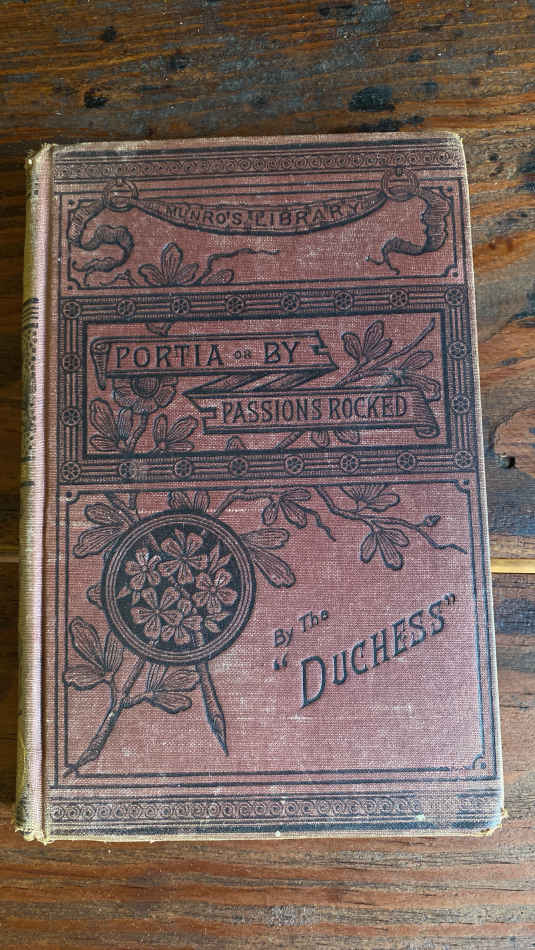 MUNRO'S LIBRARY
PORTIA OR BY
PASSIONS ROCKED
By The
"DUCHESS"